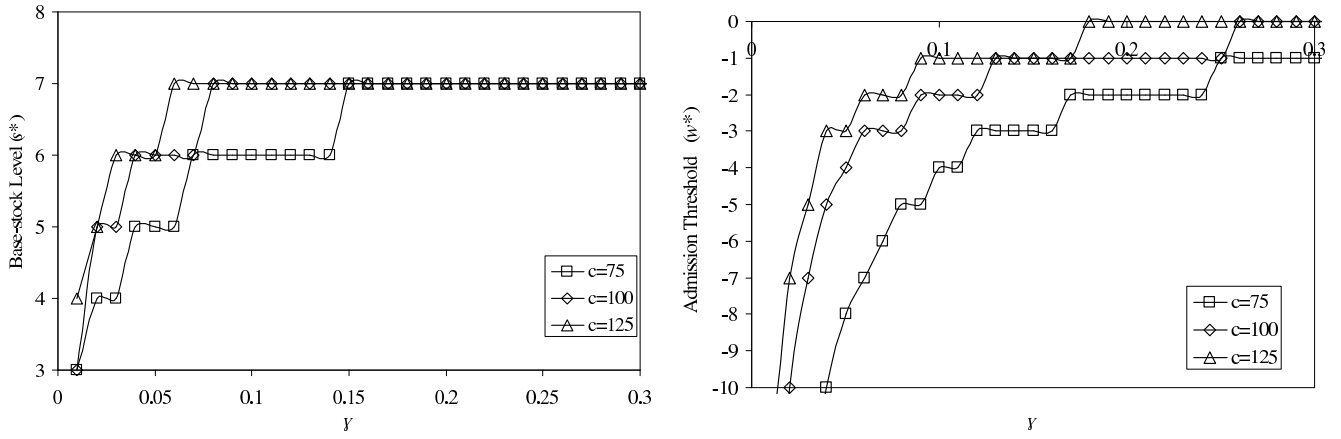 8
7
6
5
4
3
Base-stock Level (s*)
0 0.05 0.1 0.15 0.2 0.25 0.3
γ
c=75
c=100
c=125
0
-1
-2
-3
-4
-5
-6
-7
-8
-9
-10
Admission Threshold (w*)
0 0.1 0.2 0.3
γ
c=75
c=100
c=125